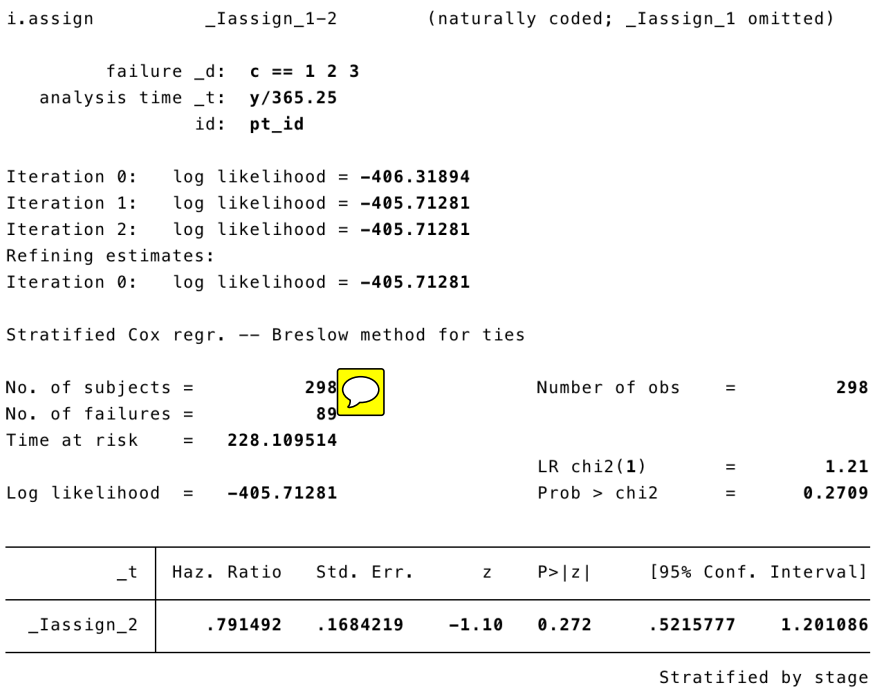 i.assign _Iassign_1-2 (naturally coded; _Iassign_1 omitted)
failure _d: c == 1 2 3
analysis time _t: y/365.25
id: pt_id
Iteration 0: log likelihood = -406.31894
Iteration 1: log likelihood = -405.71281
Iteration 2: log likelihood = -405.71281
Refining estimates:
Iteration 0: log likelihood = -405.71281
Stratified Cox regr. -- Breslow method for ties
No. of subjects = 298 Number of obs = 298
No. of failures = 89
Time at risk = 228.109514
LR chi2(1) = 1.21
Log likelihood = -405.71281 Prob > chi2 = 0.2709
_t Haz. Ratio Std. Err. z P>|z| [95% Conf. Interval]
_Iassign_2 .791492 .1684219 -1.10 0.272 .5215777 1.201086
Stratified by stage